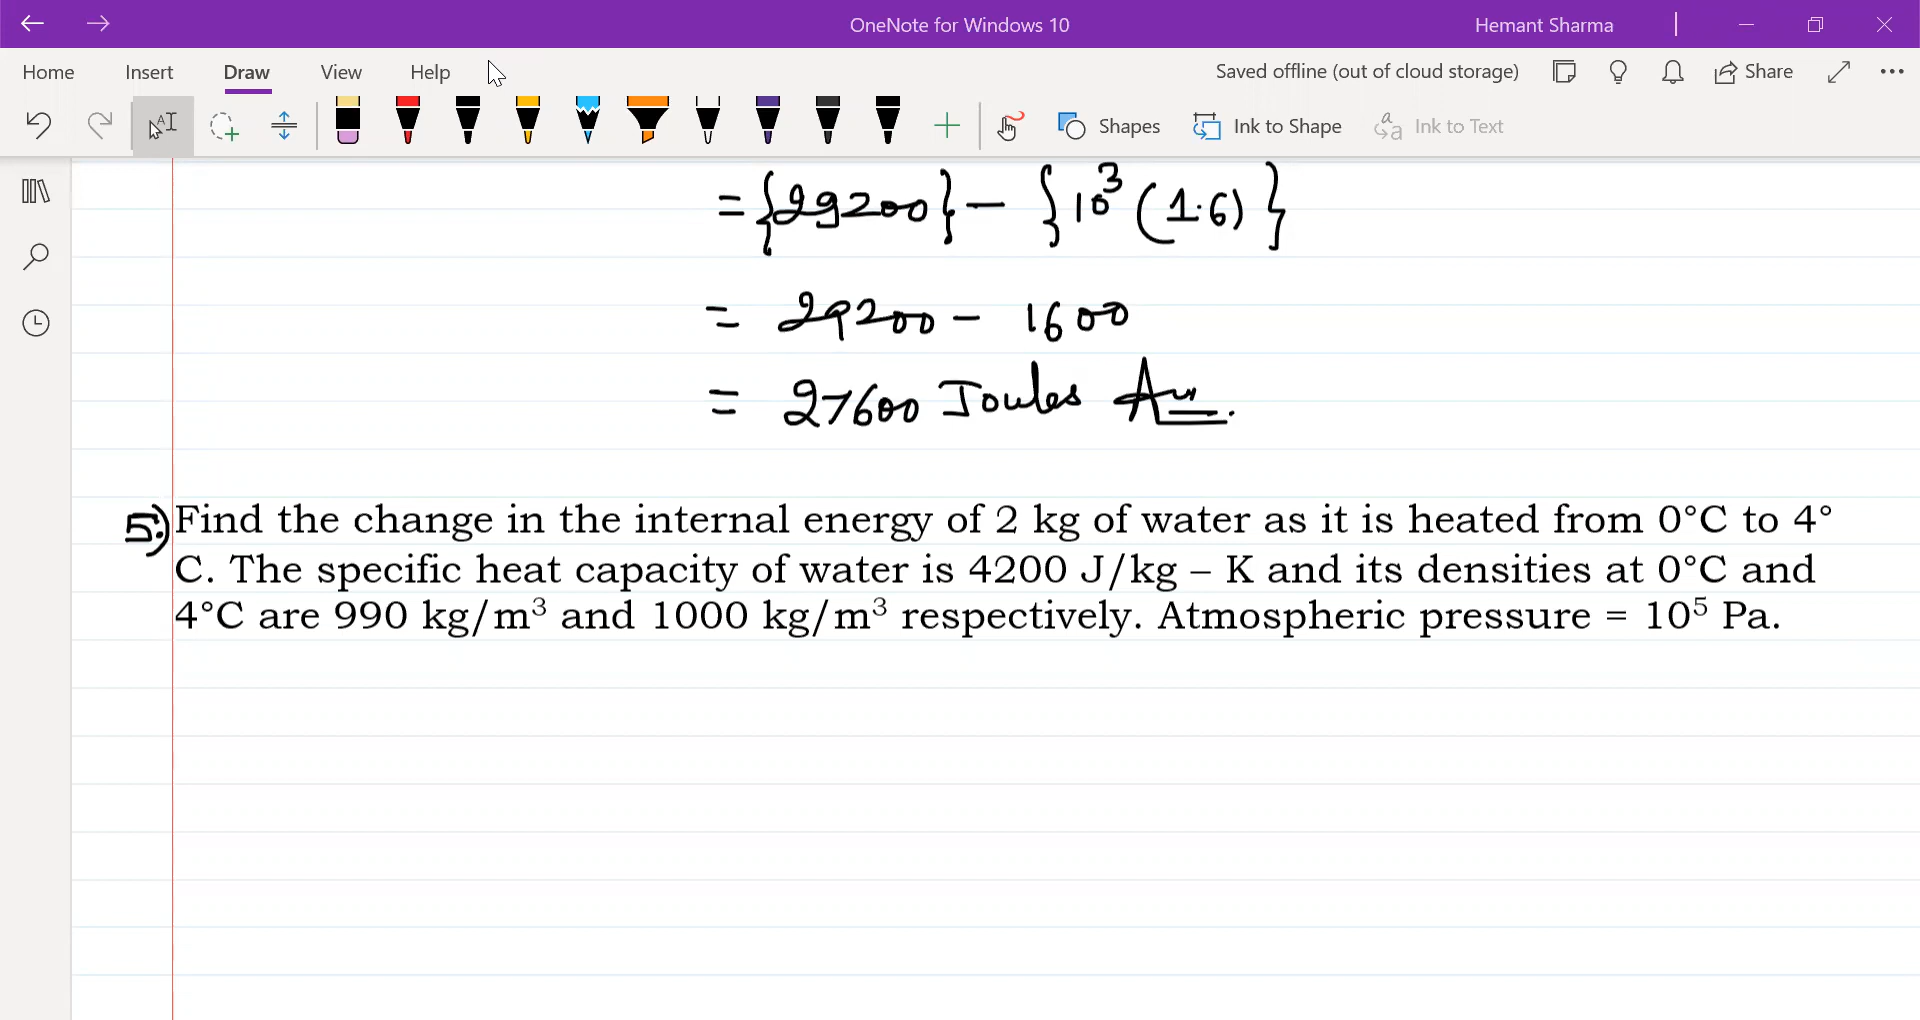 OneNote for Windows 10
Hemant Sharma
Home Insert Draw View Help
Saved offline (out of cloud storage)
Share
Shapes Ink to Shape Ink to Text
= {29200} - {10³ (1.6)}
= 29200 - 1600
= 27600 Joules Ans.
5) Find the change in the internal energy of 2 kg of water as it is heated from 0°C to 4°
C. The specific heat capacity of water is 4200 J/kg – K and its densities at 0°C and
4°C are 990 kg/m³ and 1000 kg/m³ respectively. Atmospheric pressure = 10⁵ Pa.